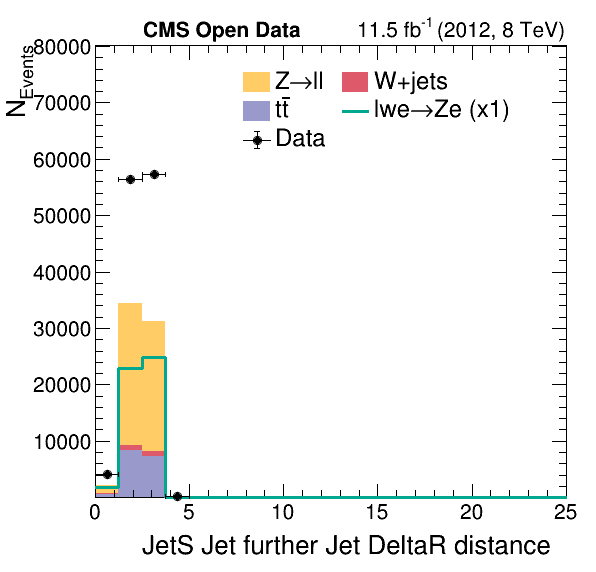 CMS Open Data 11.5 fb⁻¹ (2012, 8 TeV)
N_Events
80000
70000
60000
50000
40000
30000
20000
10000
Z→ll
W+jets
tt̄
lwe→Ze (x1)
Data
0 5 10 15 20 25
JetS Jet further Jet DeltaR distance